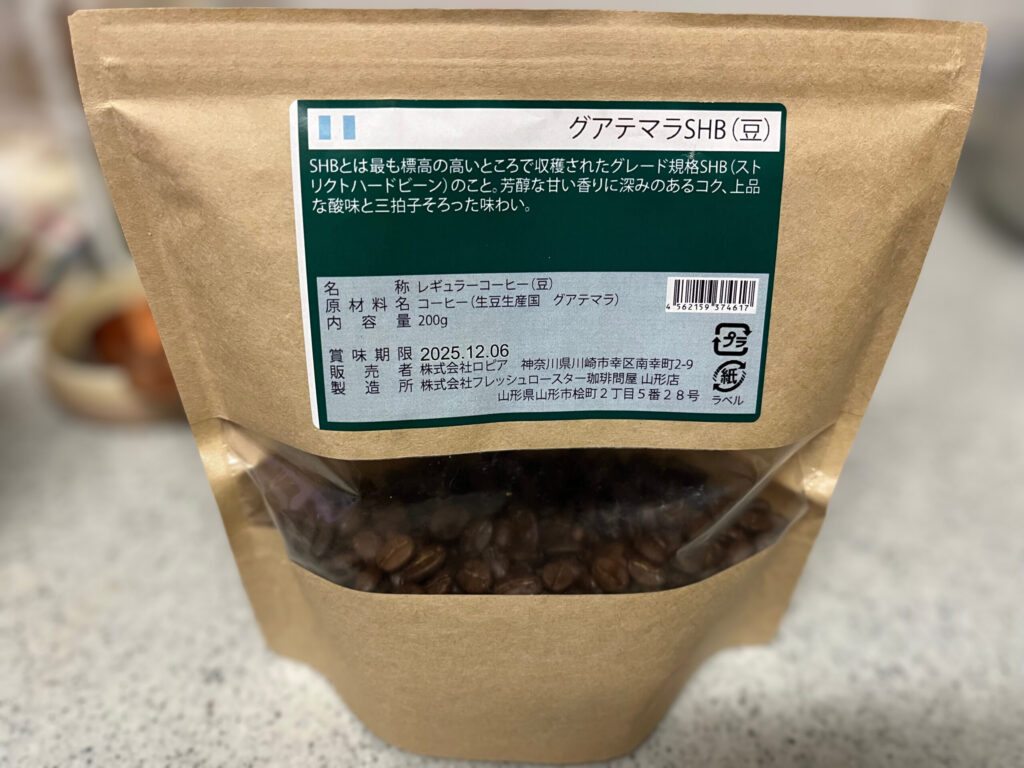 グアテマラSHB（豆）
SHBとは最も標高の高いところで収穫されたグレード規格SHB（スト
リクトハードビーン）のこと。芳醇な甘い香りに深みのあるコク、上品
な酸味と三拍子そろった味わい。
名称 レギュラーコーヒー（豆）
原材料名 コーヒー（生豆生産国　グアテマラ）
内容量 200g
4 562159 374617
賞味期限 2025.12.06
販売者 株式会社ロピア　神奈川県川崎市幸区南幸町2-9
製造所 株式会社フレッシュロースター珈琲問屋 山形店
山形県山形市桧町２丁目５番２８号
プラ
紙
ラベル